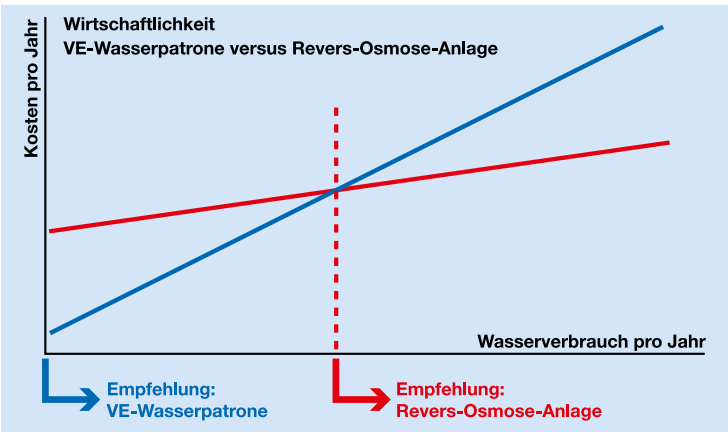 Wirtschaftlichkeit
VE-Wasserpatrone versus Revers-Osmose-Anlage
Kosten pro Jahr
Wasserverbrauch pro Jahr
Empfehlung:
VE-Wasserpatrone
Empfehlung:
Revers-Osmose-Anlage